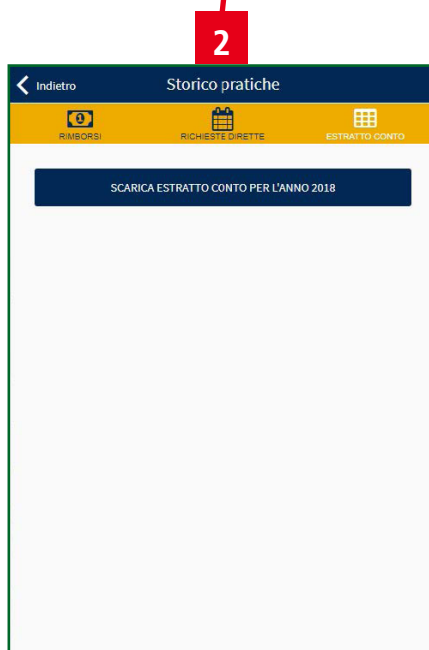 2
Indietro Storico pratiche
RIMBORSI RICHIESTE DIRETTE ESTRATTO CONTO
SCARICA ESTRATTO CONTO PER L'ANNO 2018